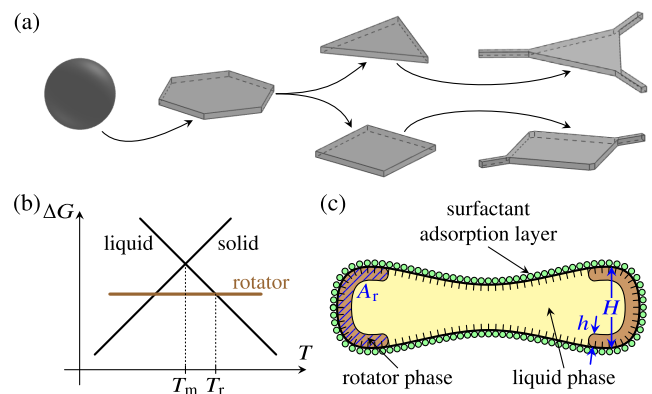 (a)
(b)
ΔG
liquid
solid
rotator
T
Tm
Tr
(c)
surfactant
adsorption layer
Ar
h
H
rotator phase
liquid phase